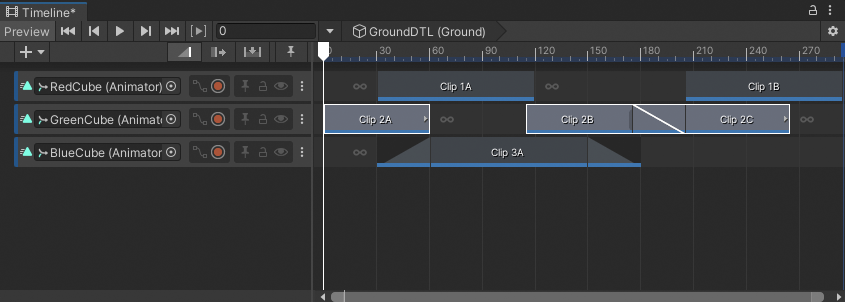 Timeline*
Preview 0 GroundDTL (Ground)
0 30 60 90 120 150 180 210 240 270
RedCube (Animator) Clip 1A Clip 1B
GreenCube (Animat Clip 2A Clip 2B Clip 2C
BlueCube (Animator Clip 3A